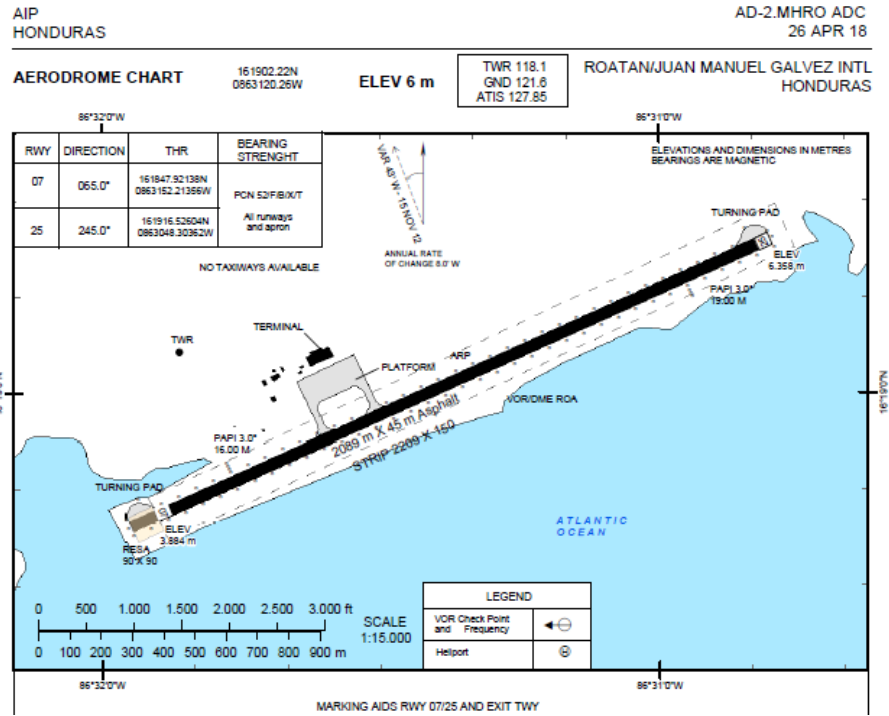 AIP
HONDURAS
AD-2.MHRO ADC
26 APR 18
AERODROME CHART
161902.22N
0863120.26W
ELEV 6 m
TWR 118.1
GND 121.6
ATIS 127.85
ROATAN/JUAN MANUEL GALVEZ INTL
HONDURAS
86°32'0"W
86°31'0"W
RWY DIRECTION THR BEARING STRENGHT
07 065.0° 161847.92138N 0863152.21356W
25 245.0° 161916.52604N 0863048.30362W
PCN 52/F/B/X/T
All runways
and apron
VAR 43' W - 15 NOV 12
ANNUAL RATE
OF CHANGE 8.0' W
ELEVATIONS AND DIMENSIONS IN METRES
BEARINGS ARE MAGNETIC
NO TAXIWAYS AVAILABLE
TURNING PAD
25
ELEV
6.358 m
PAPI 3.0°
19.00 M
TWR
TERMINAL
PLATFORM
ARP
VOR/DME ROA
16°19'0"N
2089 m X 45 m Asphalt
STRIP 2209 X 150
PAPI 3.0°
16.00 M
TURNING PAD
07
ELEV
3.884 m
RESA
90 X 90
ATLANTIC
OCEAN
0 500 1.000 1.500 2.000 2.500 3.000 ft
0 100 200 300 400 500 600 700 800 900 m
SCALE
1:15.000
LEGEND
VOR Check Point
and Frequency
Heliport
H
86°32'0"W
86°31'0"W
MARKING AIDS RWY 07/25 AND EXIT TWY